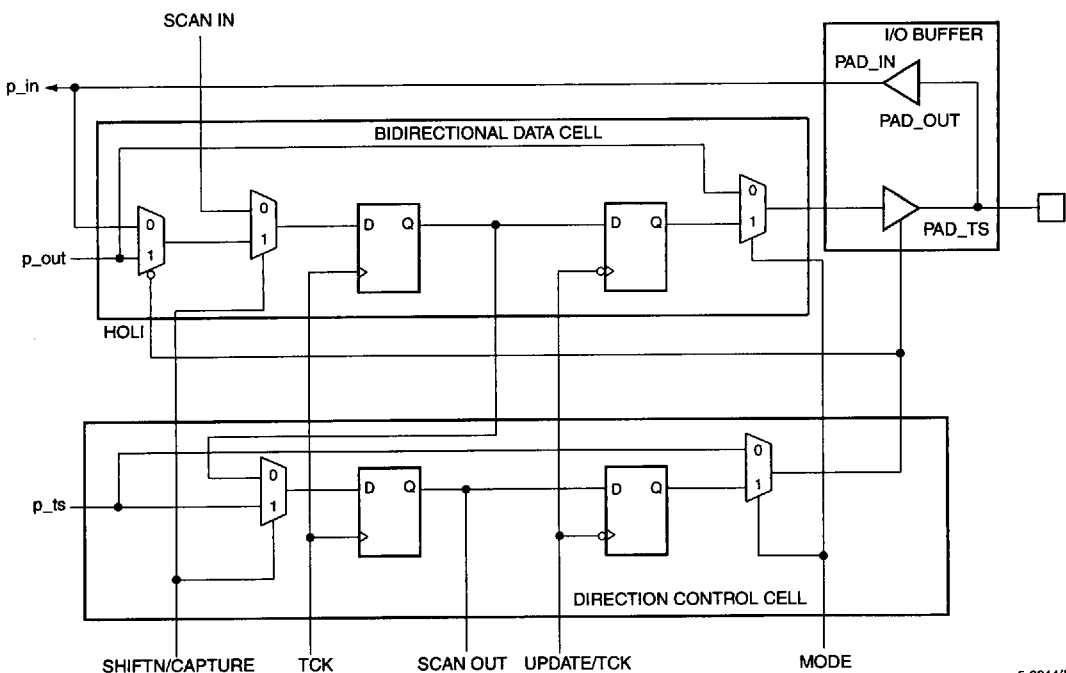 SCAN IN
I/O BUFFER
PAD_IN
p_in
PAD_OUT
BIDIRECTIONAL DATA CELL
0
0
0
1
1
1
D Q
D Q
p_out
PAD_TS
HOLI
0
0
1
1
D Q
D Q
p_ts
DIRECTION CONTROL CELL
SHIFTN/CAPTURE TCK SCAN OUT UPDATE/TCK MODE